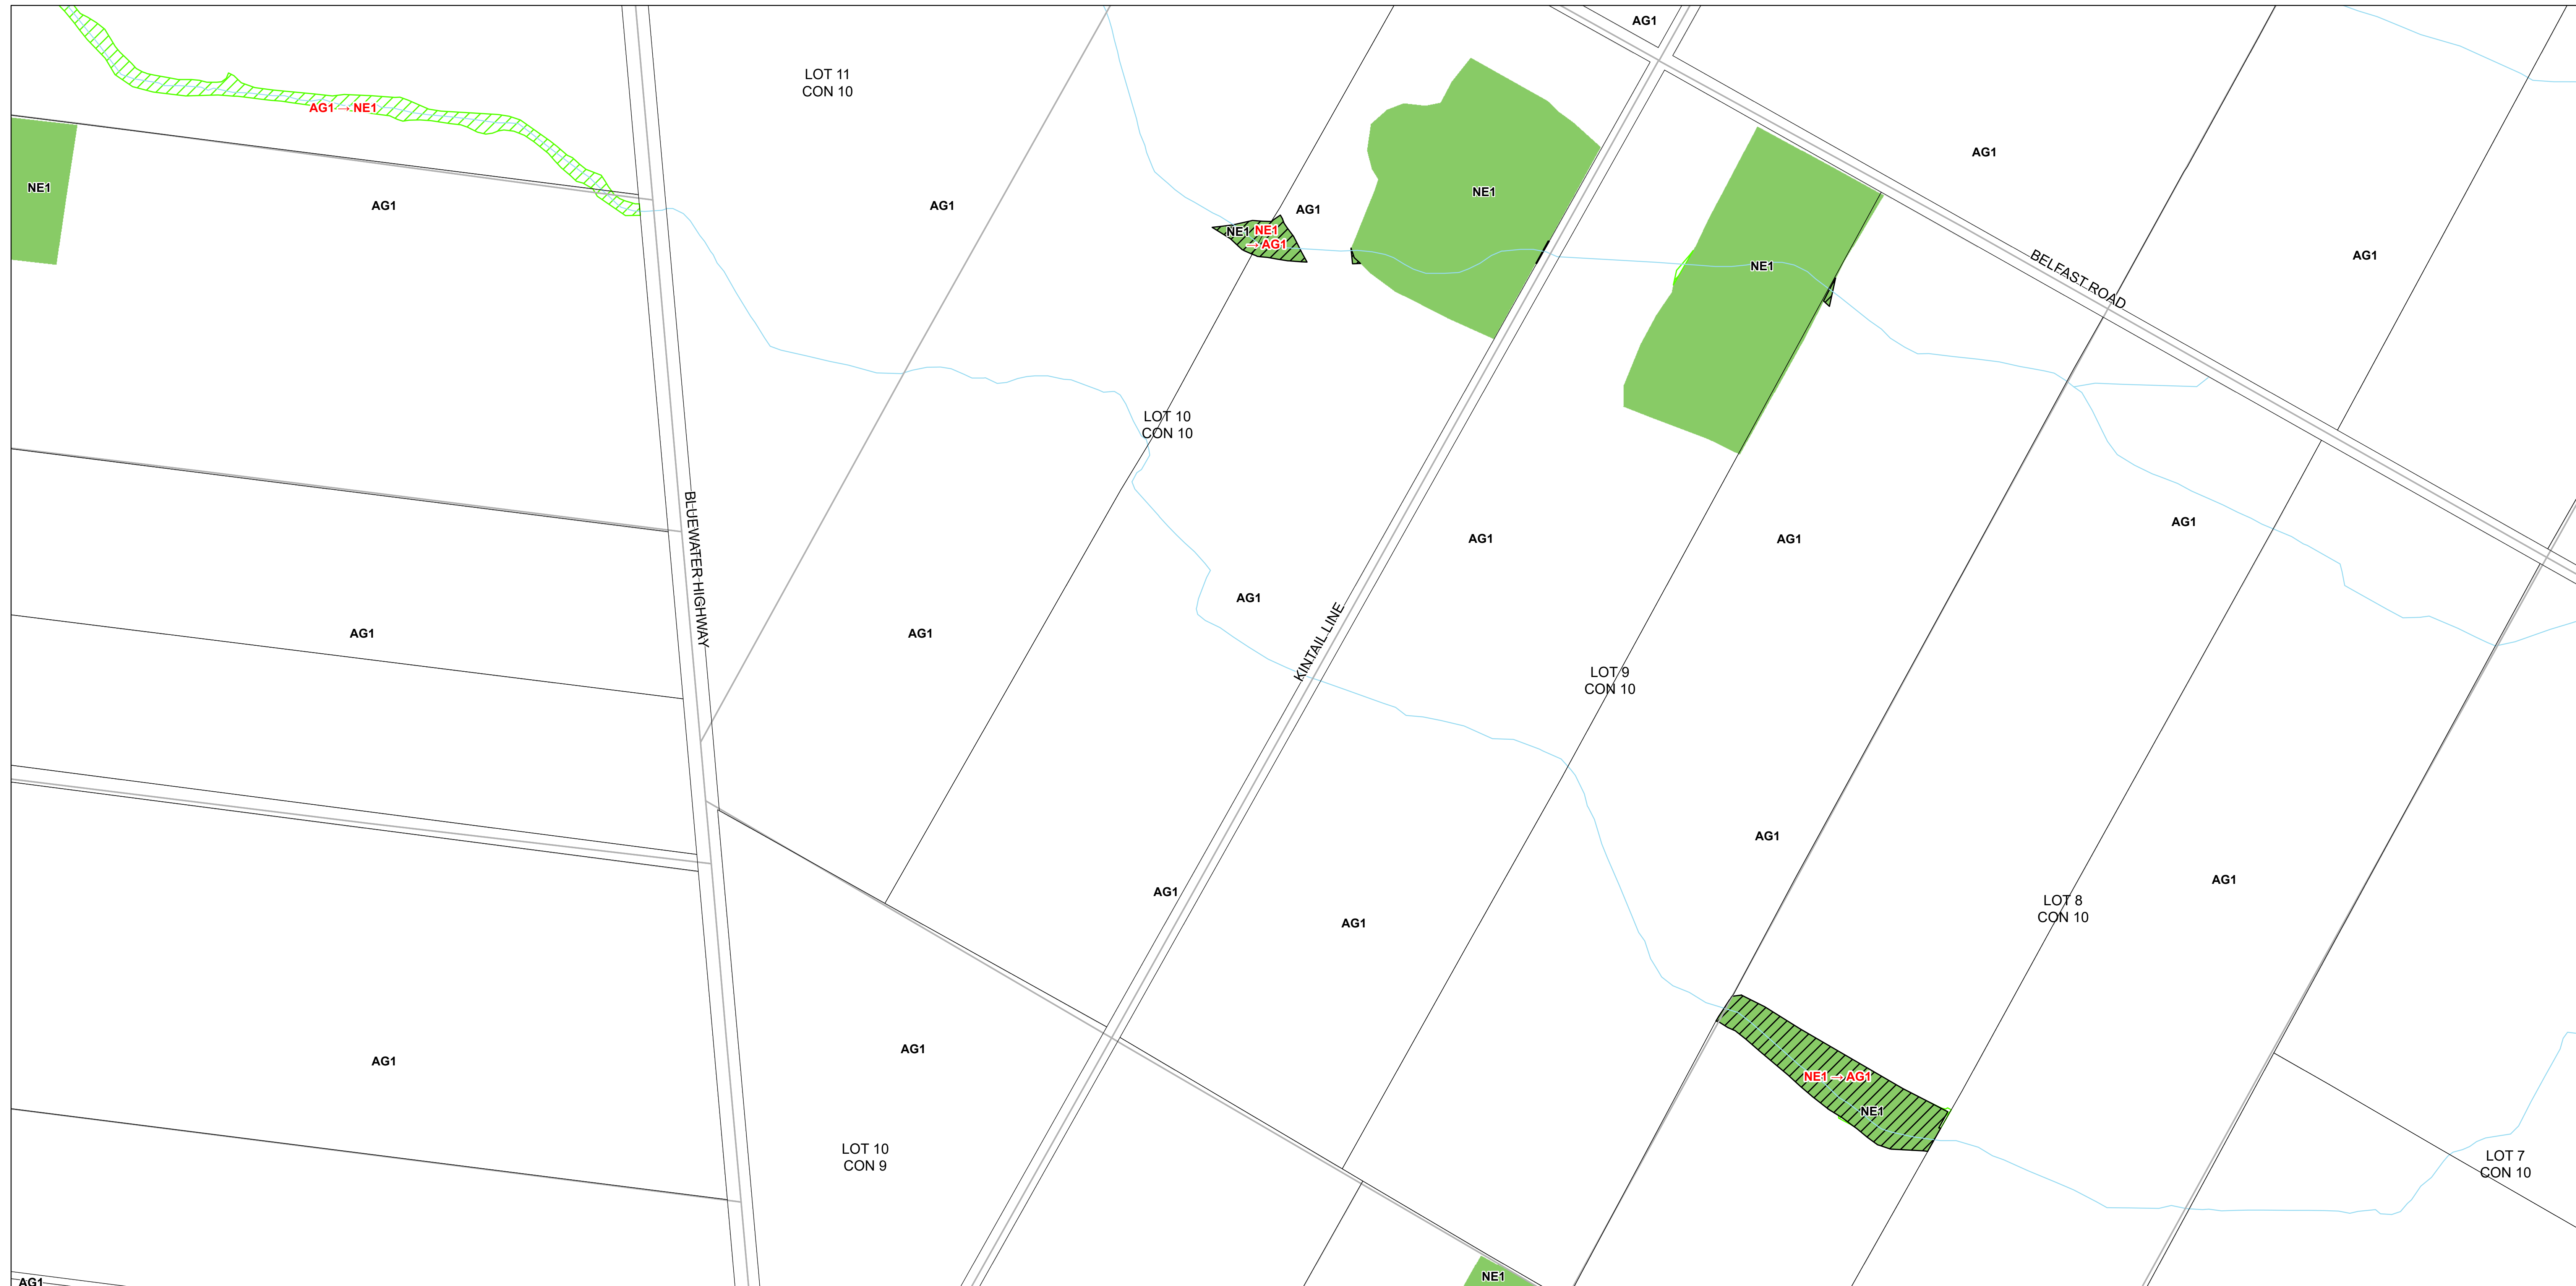 AG1
LOT 11
CON 10
AG1 → NE1
AG1
NE1
NE1
AG1
AG1
AG1
NE1
NE1
→ AG1
AG1
NE1
AG1
BELFAST ROAD
LOT 10
CON 10
BLUEWATER HIGHWAY
AG1
AG1
AG1
AG1
KINTAIL LINE
AG1
AG1
LOT 9
CON 10
AG1
AG1
AG1
LOT 8
CON 10
AG1
AG1
AG1
NE1 → AG1
NE1
LOT 10
CON 9
LOT 7
CON 10
NE1
AG1